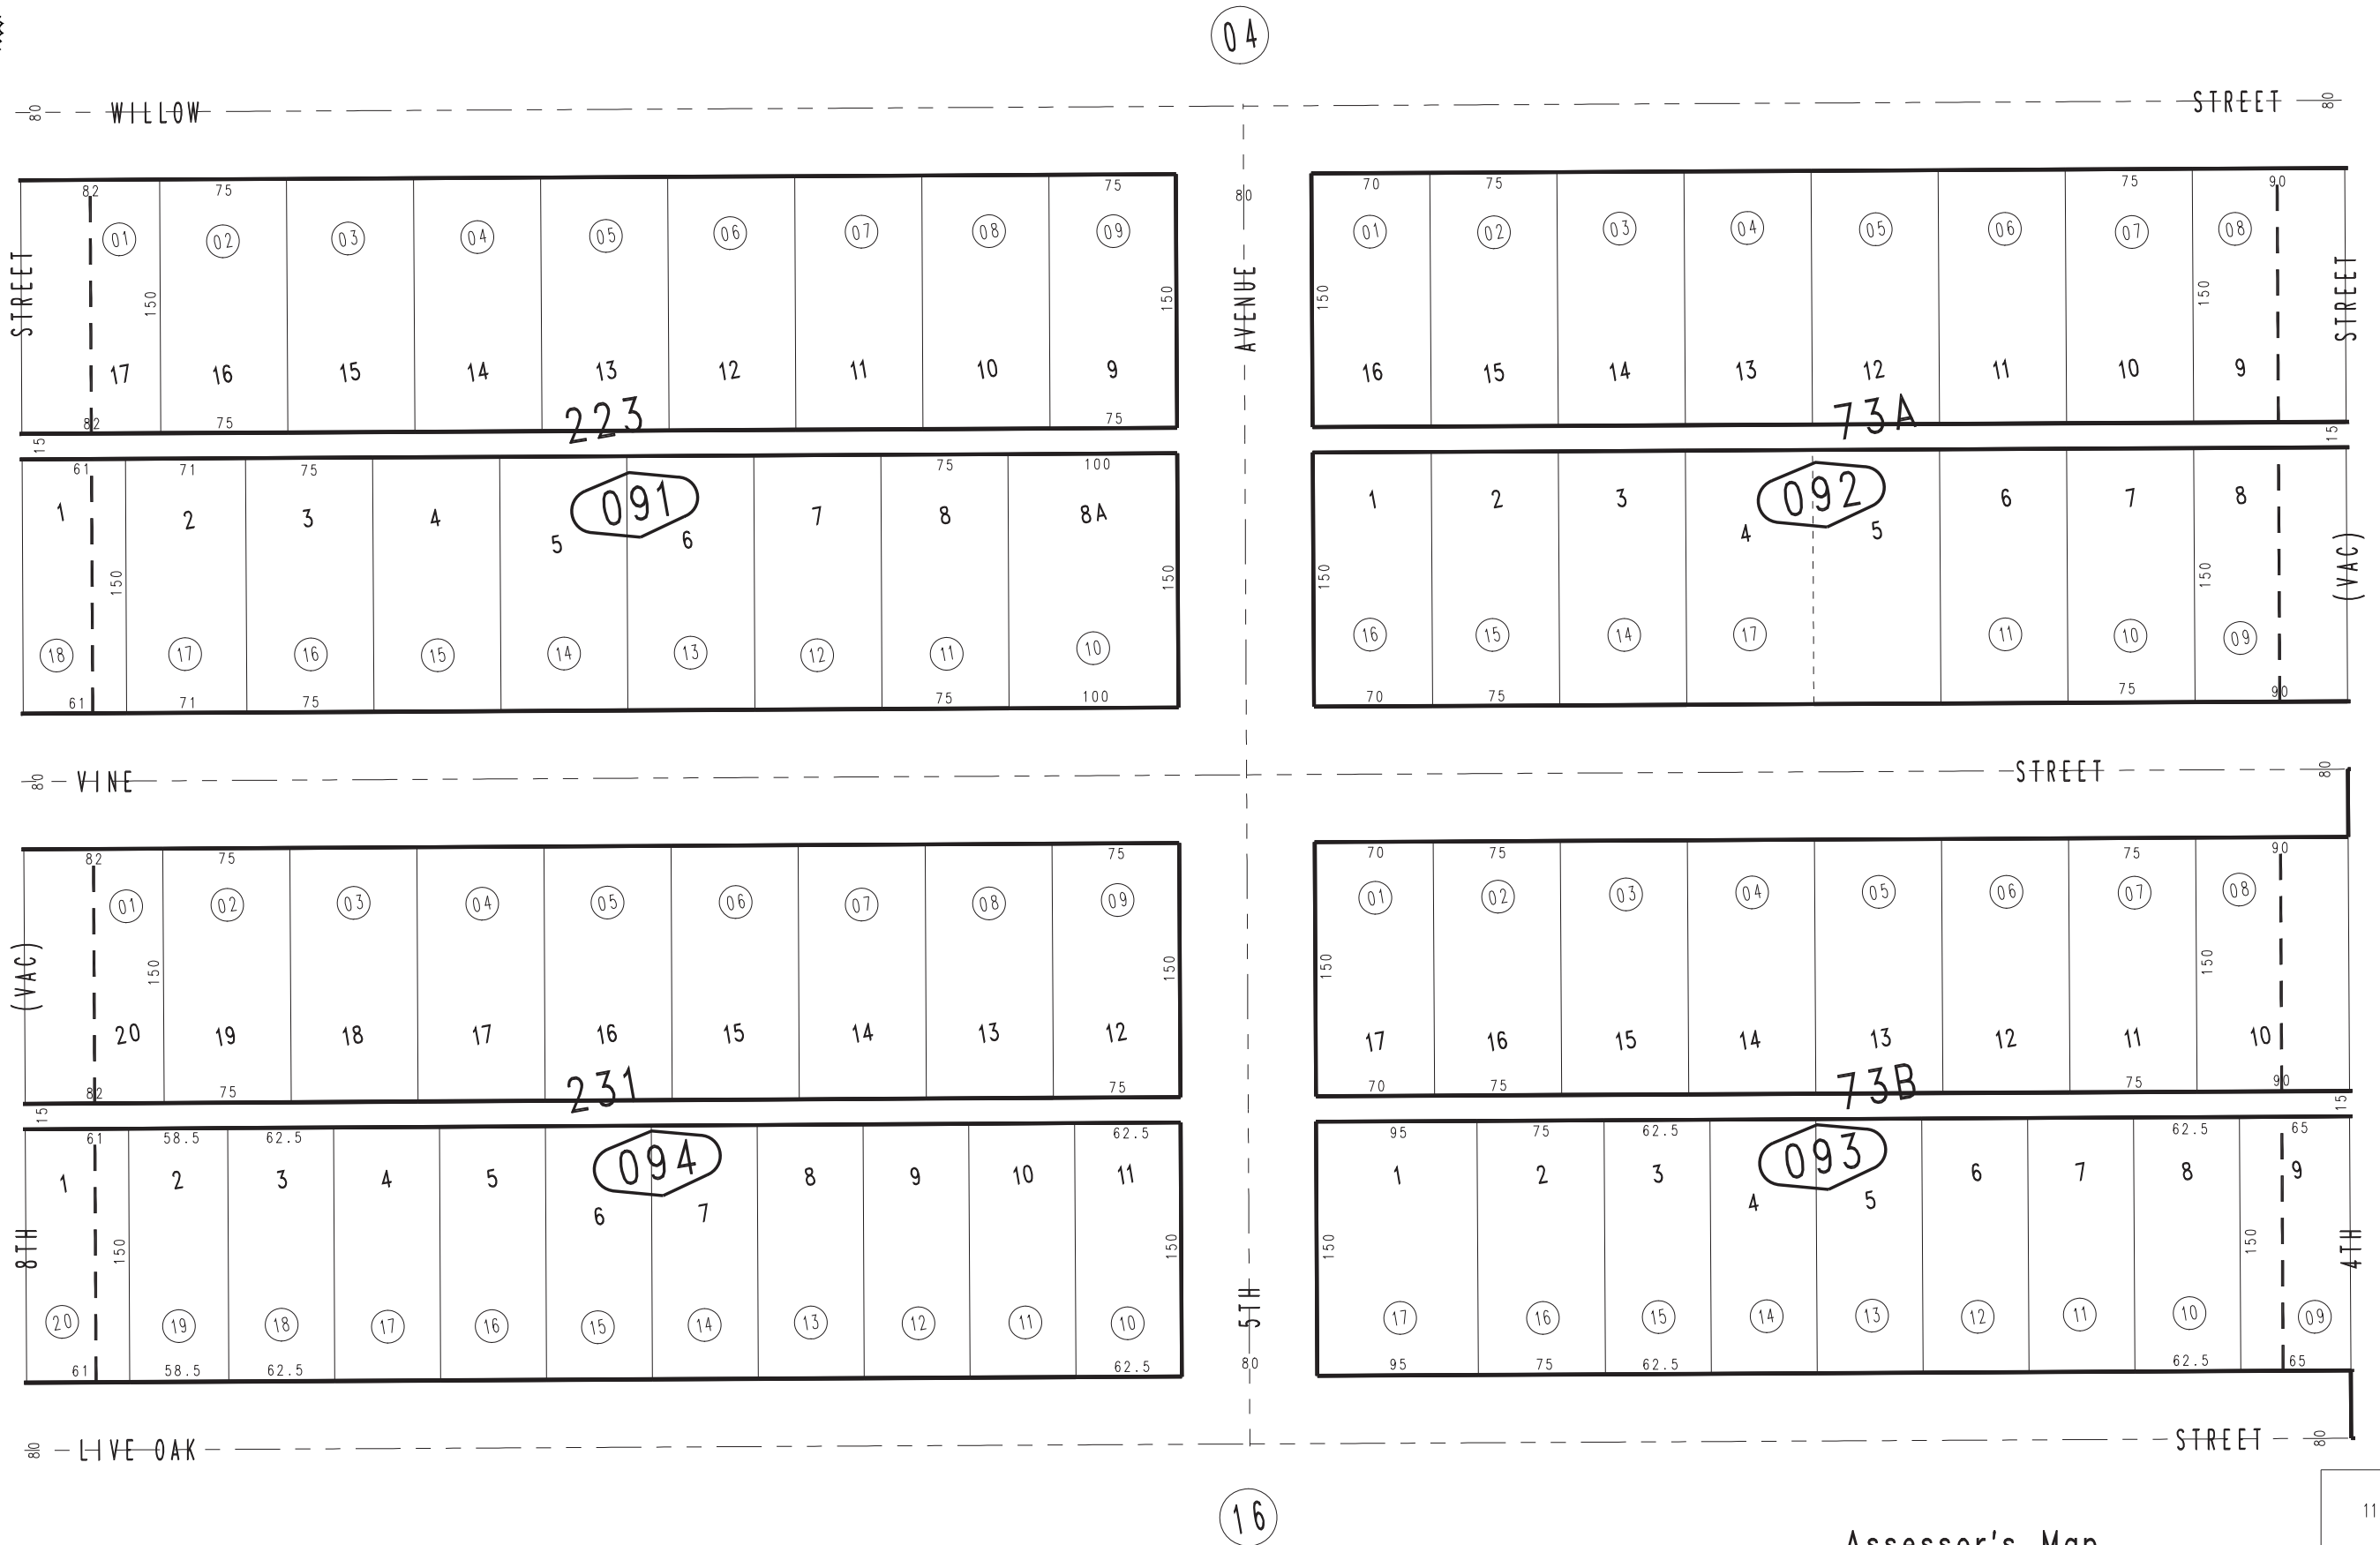 04
80 WILLOW STREET 80
82 75 75 70 75 75 90
80
01 02 03 04 05 06 07 08 09 01 02 03 04 05 06 07 08
STREET 150 150 AVENUE 150 150 STREET
17 16 15 14 13 12 11 10 9 16 15 14 13 12 11 10 9
82 75 223 75 73A
15 15
61 71 75 75 100
1 2 3 4 091 7 8 8A 1 2 3 092 6 7 8
5 6 4 5
150 150 150 150 (VAC)
18 17 16 15 14 13 12 11 10 16 15 14 17 11 10 09
61 71 75 75 100 70 75 75 90
80 VINE STREET 80
82 75 75 70 75 75 90
01 02 03 04 05 06 07 08 09 01 02 03 04 05 06 07 08
(VAC) 150 150 150 150
20 19 18 17 16 15 14 13 12 17 16 15 14 13 12 11 10
82 75 231 75 70 75 73B 75 90
15 15
61 58.5 62.5 62.5 95 75 62.5 62.5 65
1 2 3 4 5 094 8 9 10 11 1 2 3 093 6 7 8 9
6 7 4 5
8TH 150 150 5TH 150 150 4TH
20 19 18 17 16 15 14 13 12 11 10 17 16 15 14 13 12 11 10 09
61 58.5 62.5 62.5 80 95 75 62.5 62.5 65
80 LIVE OAK STREET 80
16
11
Assessor's Map